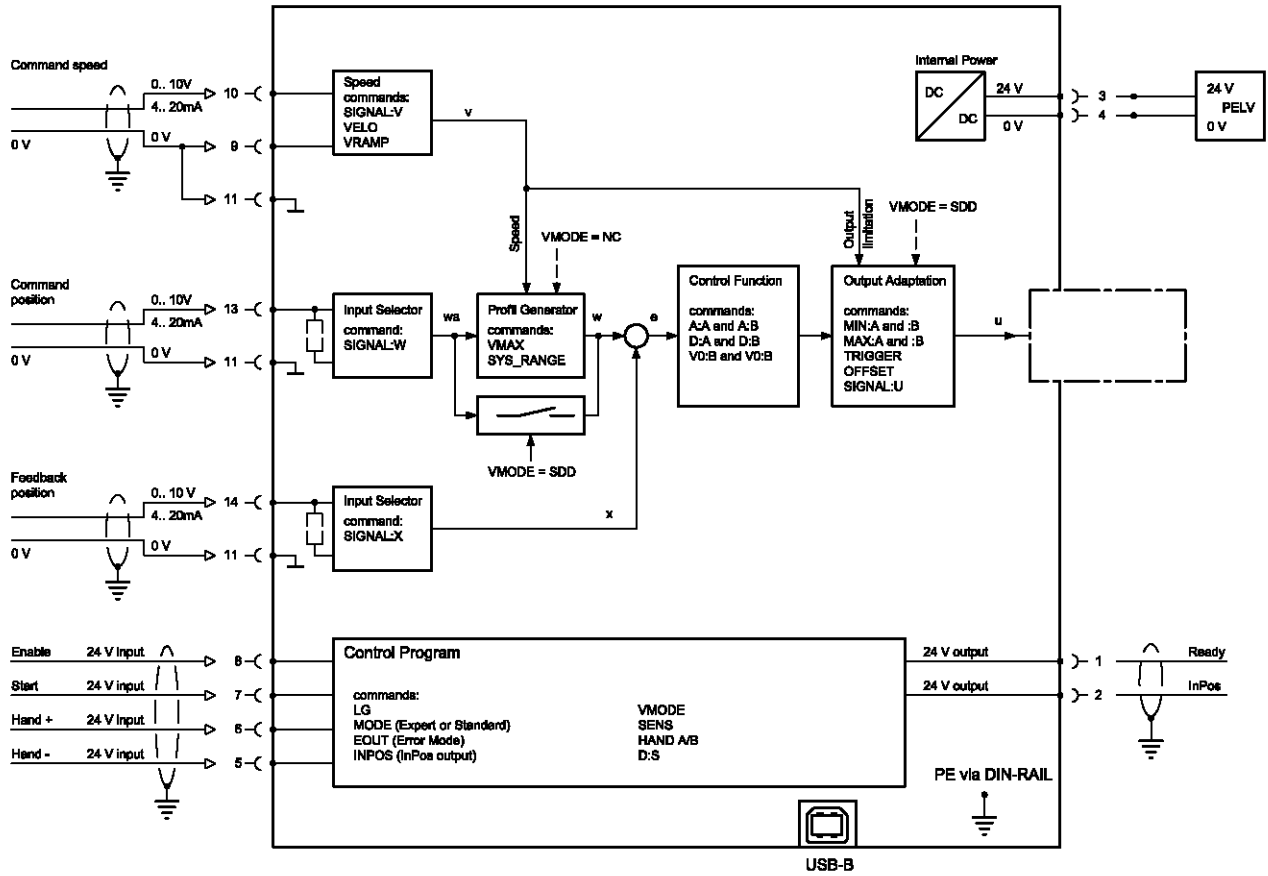 Command speed
0.. 10V
4.. 20mA
0 V
0 V
10
9
11
Speed
commands:
SIGNAL:V
VELO
VRAMP
v
Internal Power
DC
DC
24 V
0 V
3
4
24 V
PELV
0 V
Speed
VMODE = NC
Output
limitation
VMODE = SDD
Command
position
0.. 10V
4.. 20mA
0 V
0 V
13
11
Input Selector
command:
SIGNAL:W
wa
Profil Generator
commands:
VMAX
SYS_RANGE
w
e
Control Function
commands:
A:A and A:B
D:A and D:B
V0:B and V0:B
Output Adaptation
commands:
MIN:A and :B
MAX:A and :B
TRIGGER
OFFSET
SIGNAL:U
u
VMODE = SDD
Feedback
position
0.. 10 V
4.. 20mA
0 V
0 V
14
11
Input Selector
command:
SIGNAL:X
x
Enable 24 V input
8
Start 24 V input
7
Hand + 24 V input
6
Hand - 24 V input
5
Control Program
commands:
LG
MODE (Expert or Standard)
EOUT (Error Mode)
INPOS (InPos output)
VMODE
SENS
HAND A/B
D:S
24 V output
1
Ready
24 V output
2
InPos
PE via DIN-RAIL
USB-B